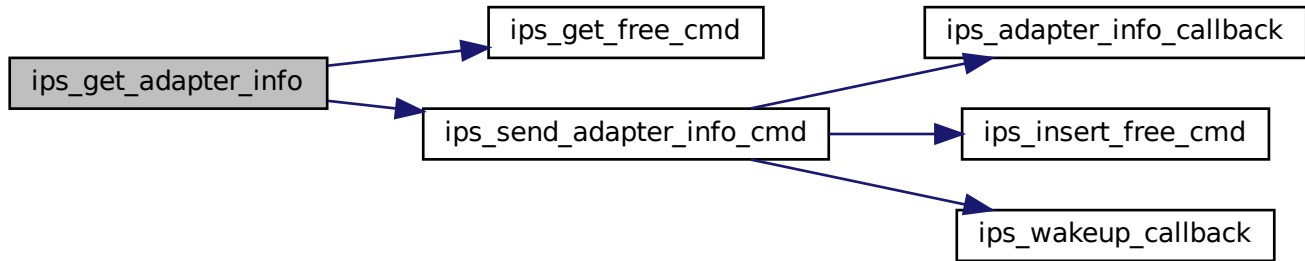 ips_get_adapter_info
ips_get_free_cmd
ips_send_adapter_info_cmd
ips_adapter_info_callback
ips_insert_free_cmd
ips_wakeup_callback